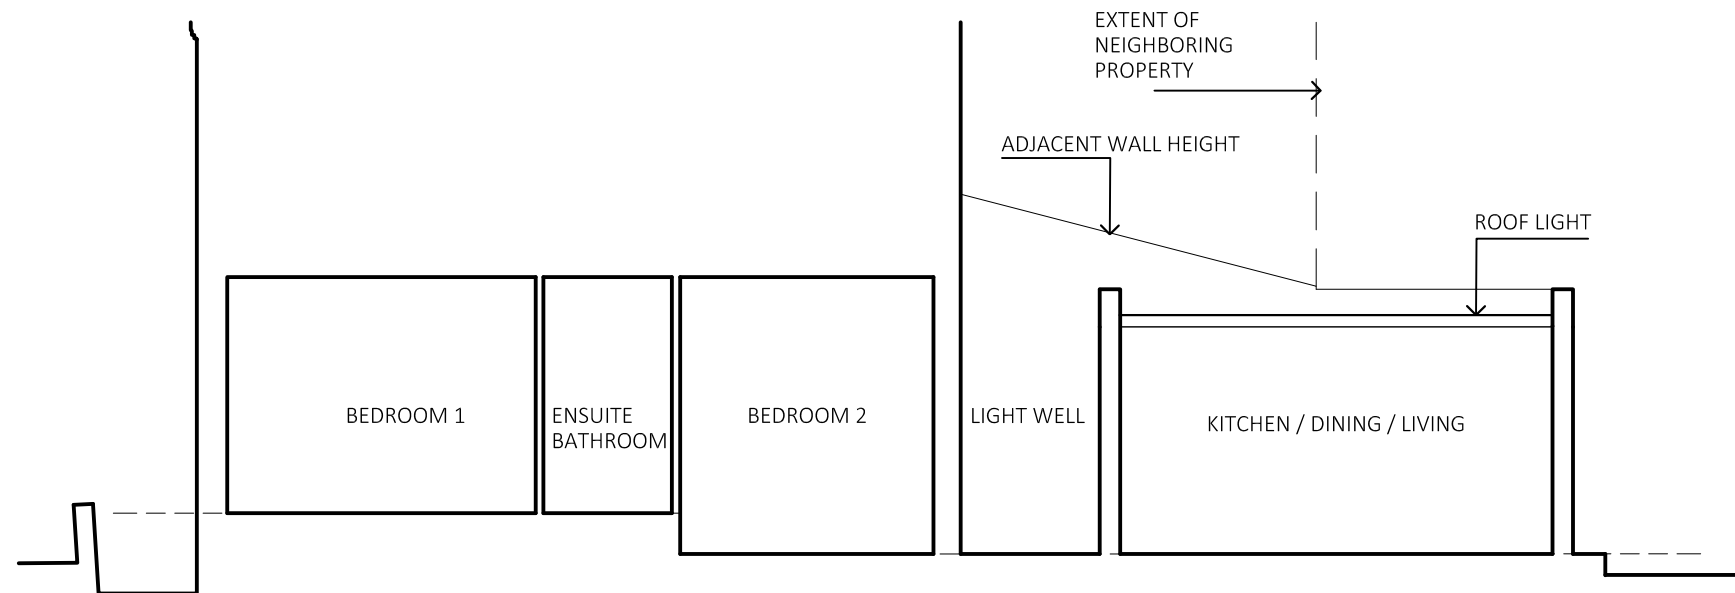 EXTENT OF
NEIGHBORING
PROPERTY
ADJACENT WALL HEIGHT
ROOF LIGHT
BEDROOM 1
ENSUITE
BATHROOM
BEDROOM 2
LIGHT WELL
KITCHEN / DINING / LIVING